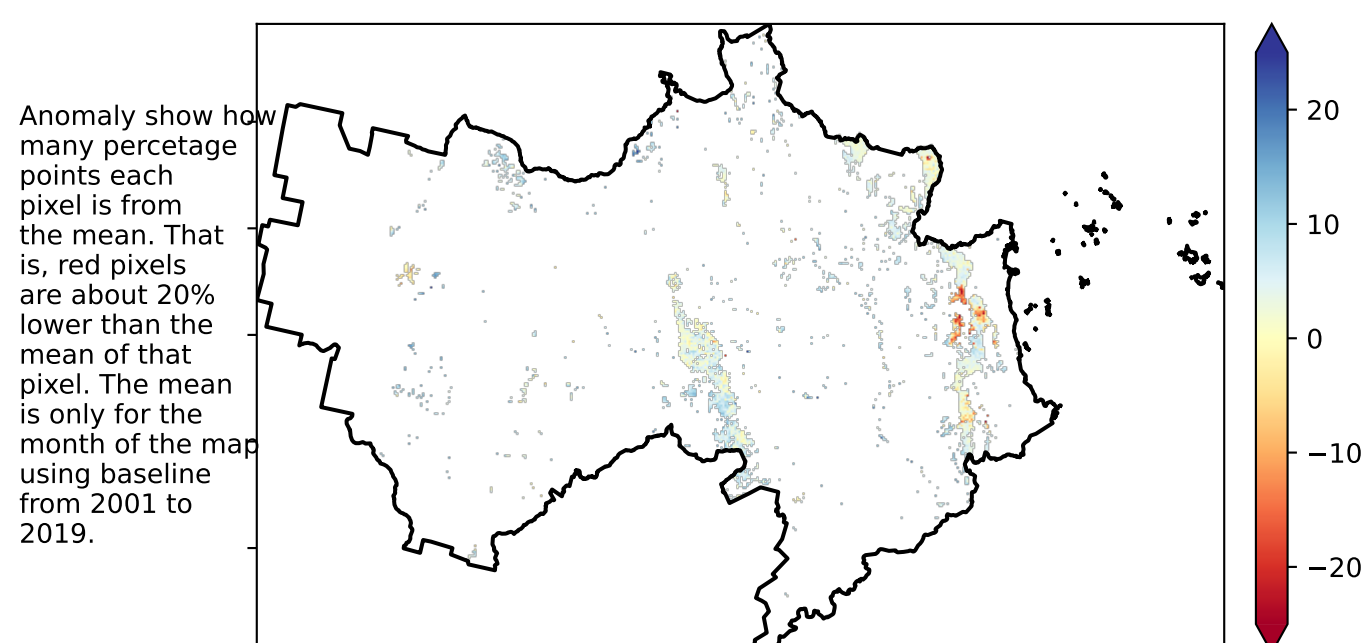 Anomaly show how
many percetage
points each
pixel is from
the mean. That
is, red pixels
are about 20%
lower than the
mean of that
pixel. The mean
is only for the
month of the map
using baseline
from 2001 to
2019.
20
10
0
−10
−20